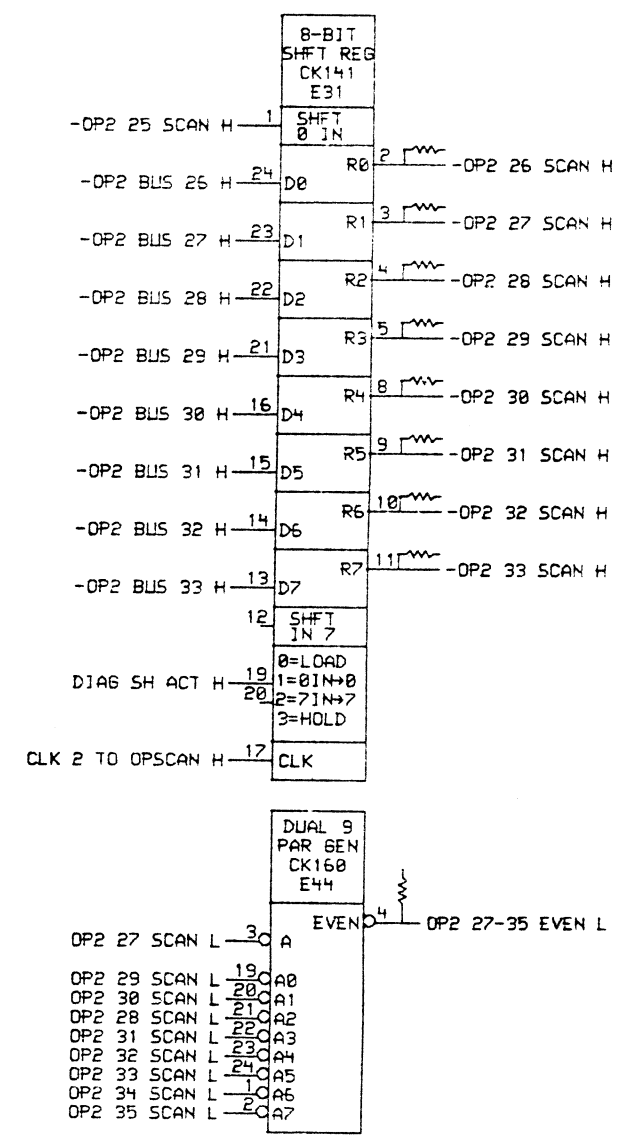 8-BIT
SHFT REG
CK141
E31
-OP2 25 SCAN H 1 SHFT
0 IN
R0 2 -OP2 26 SCAN H
-OP2 BUS 26 H 24 D0
R1 3 -OP2 27 SCAN H
-OP2 BUS 27 H 23 D1
R2 4 -OP2 28 SCAN H
-OP2 BUS 28 H 22 D2
R3 5 -OP2 29 SCAN H
-OP2 BUS 29 H 21 D3
R4 8 -OP2 30 SCAN H
-OP2 BUS 30 H 16 D4
R5 9 -OP2 31 SCAN H
-OP2 BUS 31 H 15 D5
R6 10 -OP2 32 SCAN H
-OP2 BUS 32 H 14 D6
R7 11 -OP2 33 SCAN H
-OP2 BUS 33 H 13 D7
12 SHFT
IN 7
0=LOAD
DIAG SH ACT H 19 1=0IN→0
20 2=7IN→7
3=HOLD
CLK 2 TO OPSCAN H 17 CLK
DUAL 9
PAR GEN
CK160
E44
EVEN 4 OP2 27-35 EVEN L
OP2 27 SCAN L 3 A
OP2 29 SCAN L 19 A0
OP2 30 SCAN L 20 A1
OP2 28 SCAN L 21 A2
OP2 31 SCAN L 22 A3
OP2 32 SCAN L 23 A4
OP2 33 SCAN L 24 A5
OP2 34 SCAN L 1 A6
OP2 35 SCAN L 2 A7